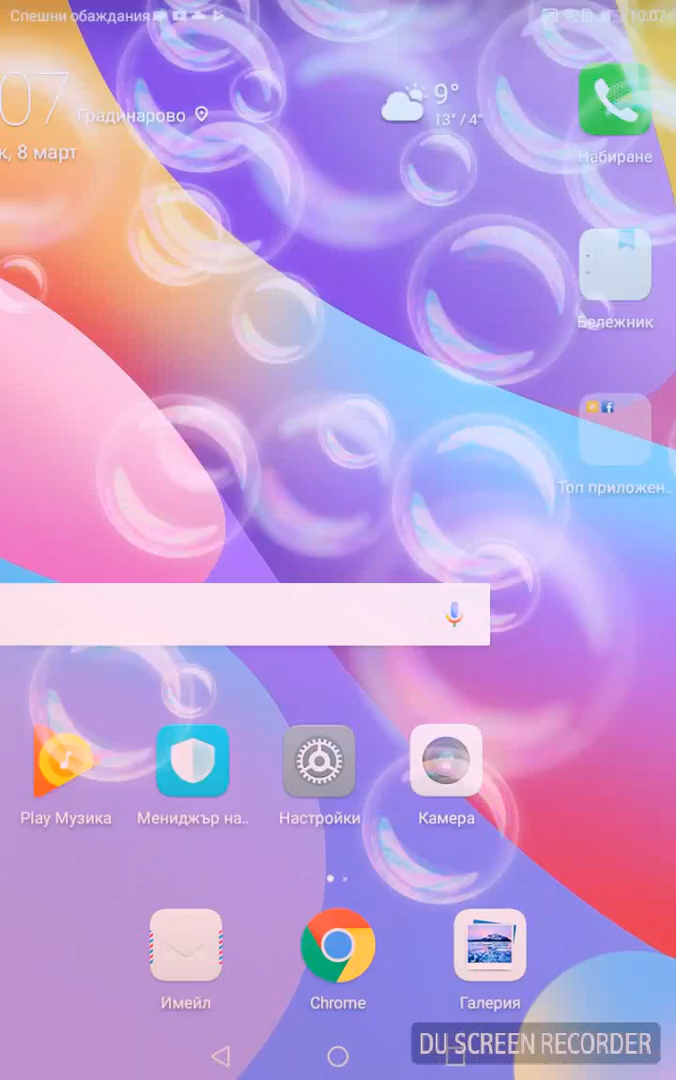 Спешни обаждания
10:07
07
Градинарово
9°
13° / 4°
к, 8 март
Набиране
Бележник
Топ приложен..
Play Музика
Мениджър на..
Настройки
Камера
Имейл
Chrome
Галерия
DU SCREEN RECORDER